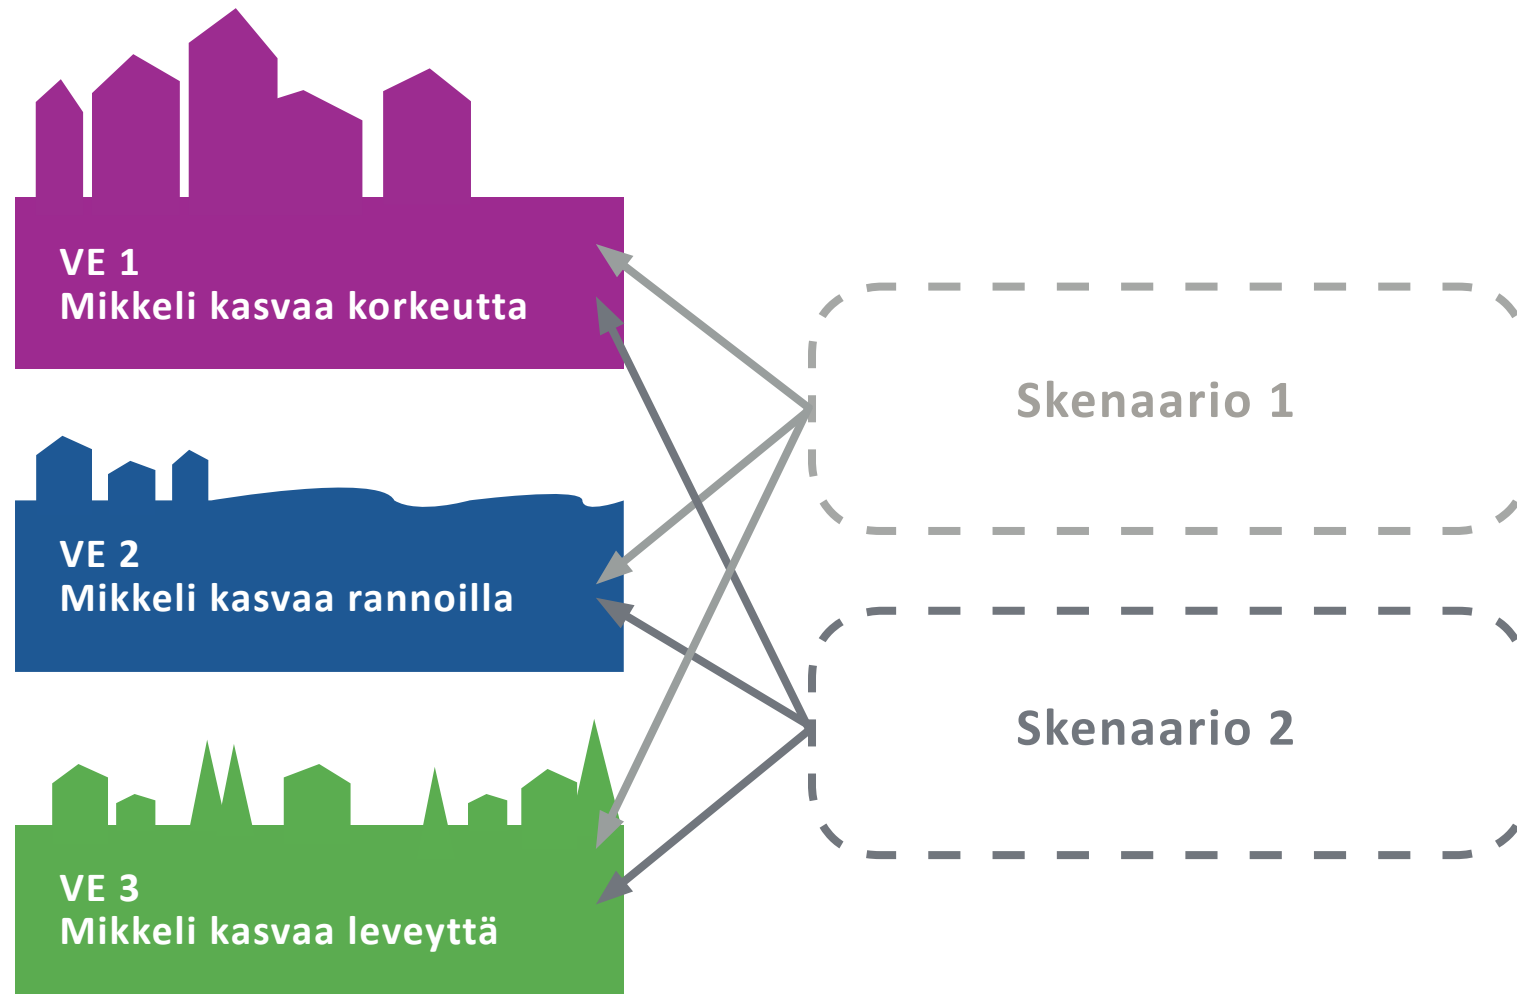 VE 1
Mikkeli kasvaa korkeutta
Skenaario 1
VE 2
Mikkeli kasvaa rannoilla
Skenaario 2
VE 3
Mikkeli kasvaa leveyttä